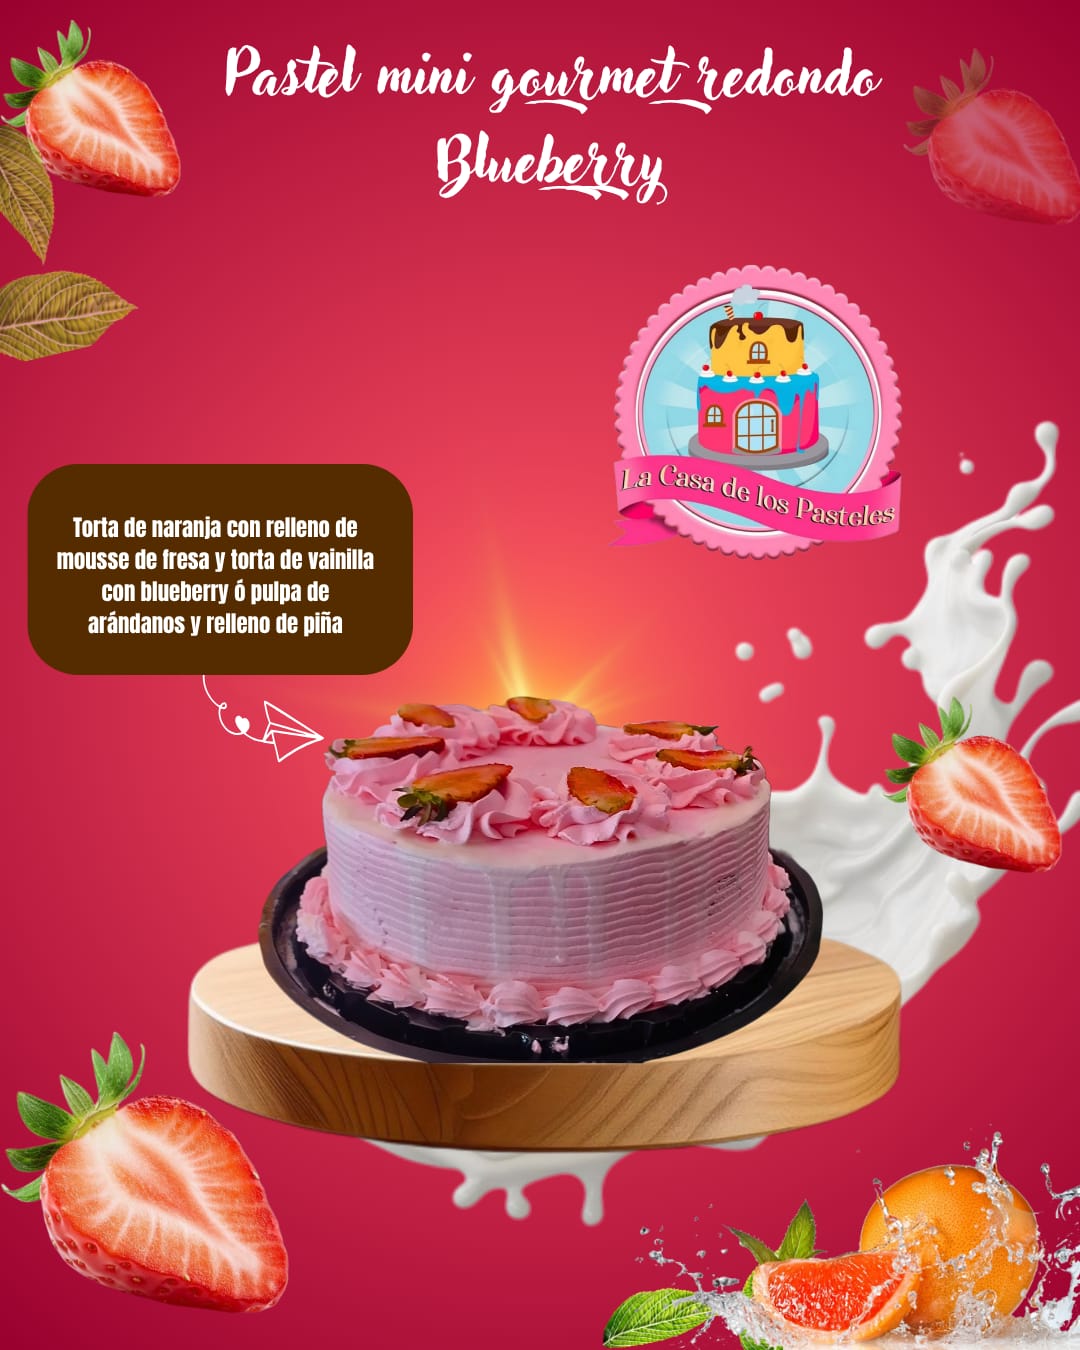 Pastel mini gourmet redondo
Blueberry
La Casa de los Pasteles
Torta de naranja con relleno de
mousse de fresa y torta de vainilla
con blueberry ó pulpa de
arándanos y relleno de piña